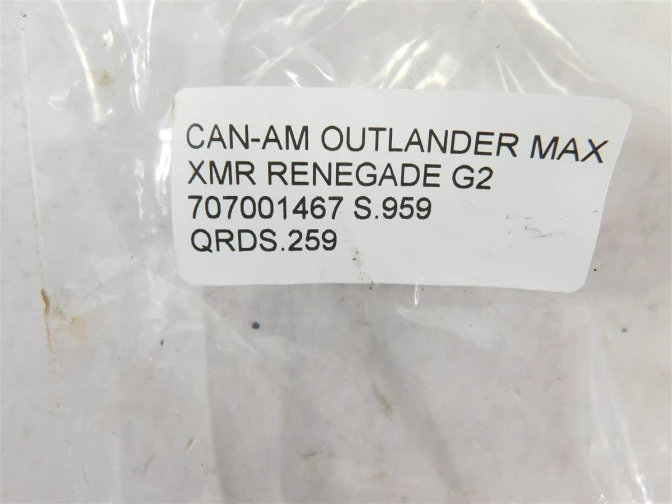 CAN-AM OUTLANDER MAX
XMR RENEGADE G2
707001467 S.959
QRDS.259